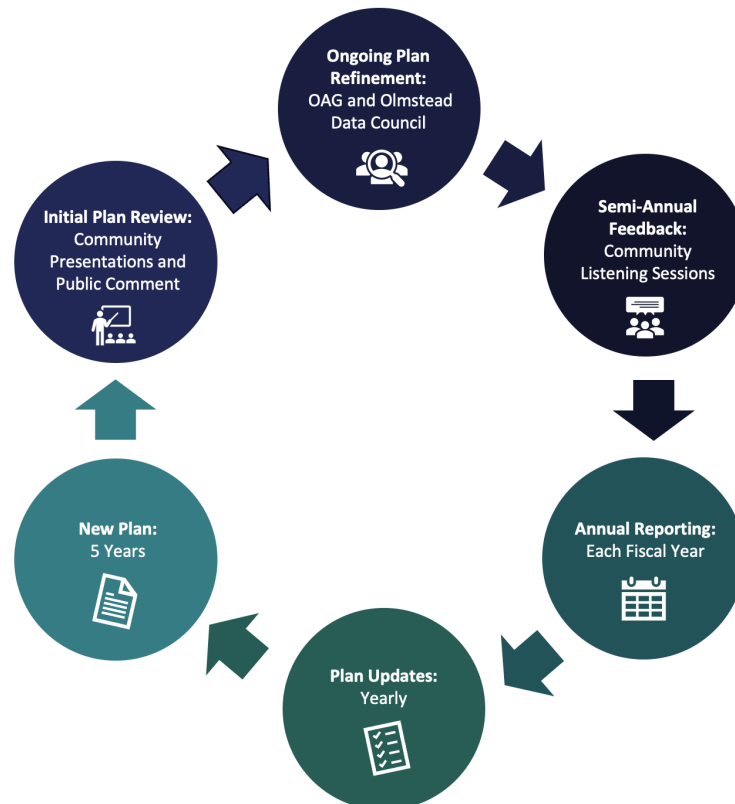 Ongoing Plan
Refinement:
OAG and Olmstead
Data Council
Semi-Annual
Feedback:
Community
Listening Sessions
Annual Reporting:
Each Fiscal Year
Plan Updates:
Yearly
New Plan:
5 Years
Initial Plan Review:
Community
Presentations and
Public Comment